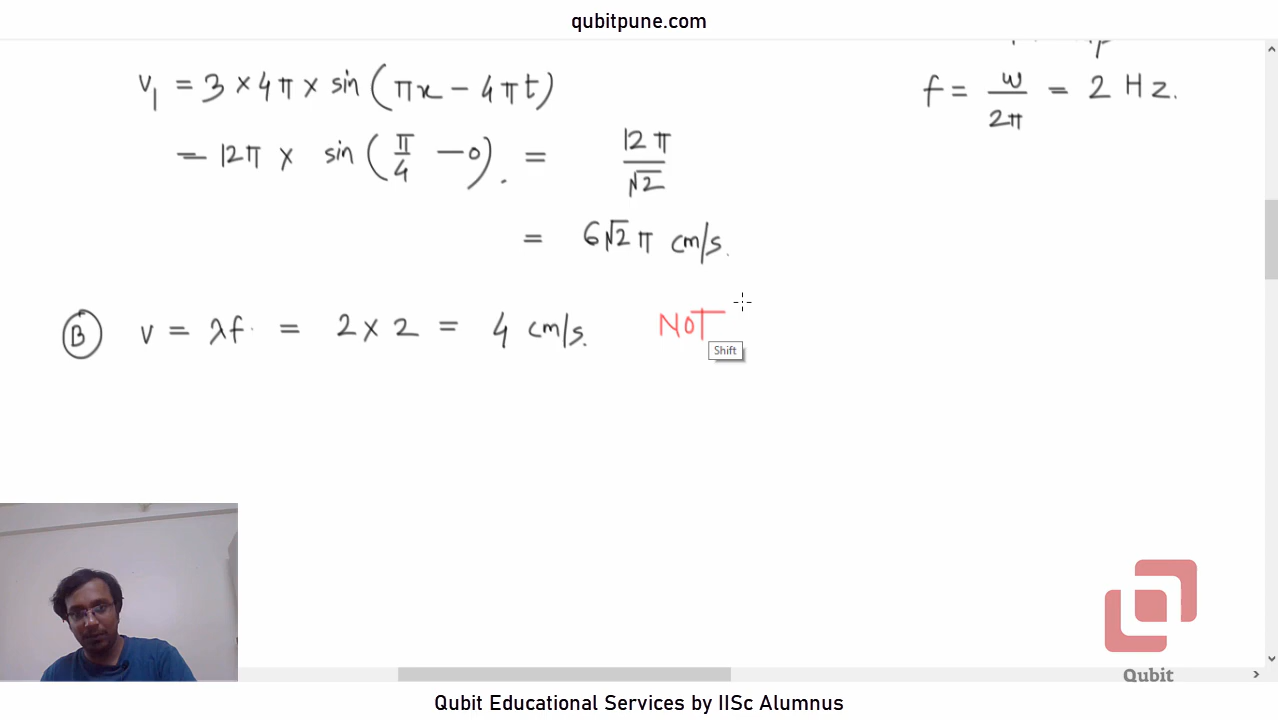 qubitpune.com
v₁ = 3 × 4π × sin(πx − 4πt)
f = ω/2π = 2 Hz.
= 12π × sin(π/4 − 0). = 12π/√2
= 6√2π cm/s.
Ⓑ v = λf. = 2 × 2 = 4 cm/s. NOT
Shift
Qubit
Qubit Educational Services by IISc Alumnus